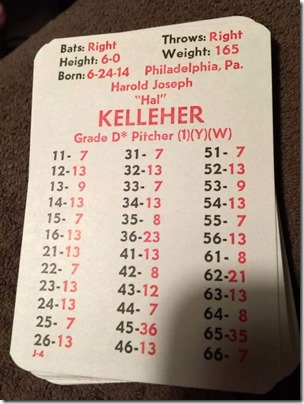 Bats: Right Throws: Right
Height: 6-0 Weight: 165
Born: 6-24-14 Philadelphia, Pa.
Harold Joseph
"Hal"
KELLEHER
Grade D* Pitcher (1)(Y)(W)
11- 7 31- 7 51- 7
12-13 32-13 52-13
13- 9 33- 7 53- 9
14-13 34-13 54-13
15- 7 35- 8 55- 7
16-13 36-23 56-13
21-13 41-13 61- 8
22- 7 42- 8 62-21
23-13 43-12 63-13
24-13 44- 7 64- 8
25- 7 45-36 65-35
26-13 46-13 66- 7
J-4